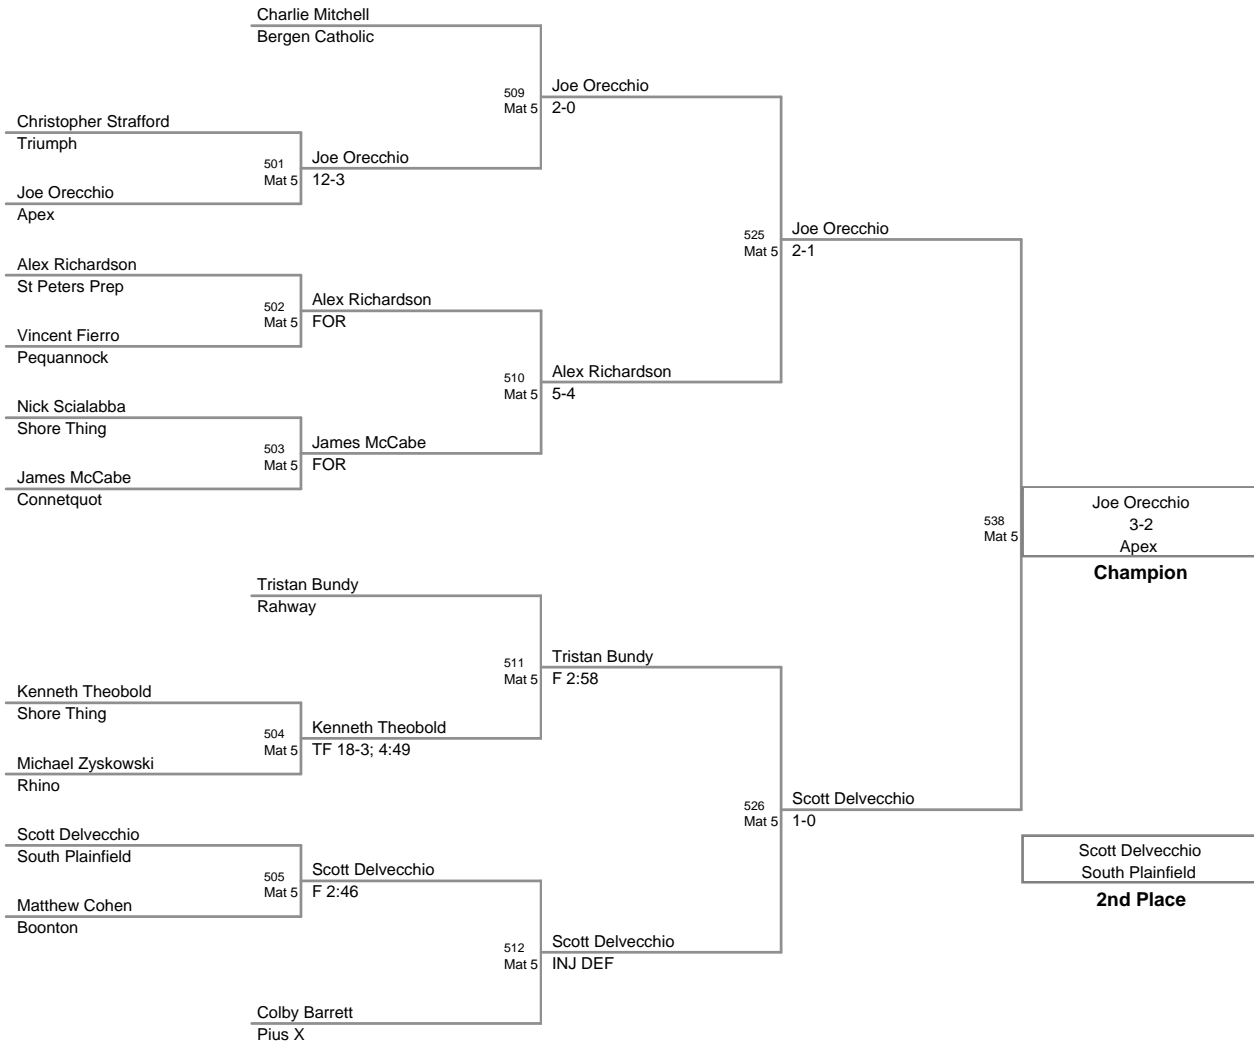 Charlie Mitchell
Bergen Catholic
509
Mat 5
Joe Orecchio
2-0
Christopher Strafford
Triumph
501
Mat 5
Joe Orecchio
12-3
Joe Orecchio
Apex
525
Mat 5
Joe Orecchio
2-1
Alex Richardson
St Peters Prep
502
Mat 5
Alex Richardson
FOR
Vincent Fierro
Pequannock
510
Mat 5
Alex Richardson
5-4
Nick Scialabba
Shore Thing
503
Mat 5
James McCabe
FOR
James McCabe
Connetquot
538
Mat 5
Joe Orecchio
3-2
Apex
Champion
Tristan Bundy
Rahway
511
Mat 5
Tristan Bundy
F 2:58
Kenneth Theobold
Shore Thing
504
Mat 5
Kenneth Theobold
TF 18-3; 4:49
Michael Zyskowski
Rhino
526
Mat 5
Scott Delvecchio
1-0
Scott Delvecchio
South Plainfield
505
Mat 5
Scott Delvecchio
F 2:46
Matthew Cohen
Boonton
Scott Delvecchio
South Plainfield
2nd Place
512
Mat 5
Scott Delvecchio
INJ DEF
Colby Barrett
Pius X